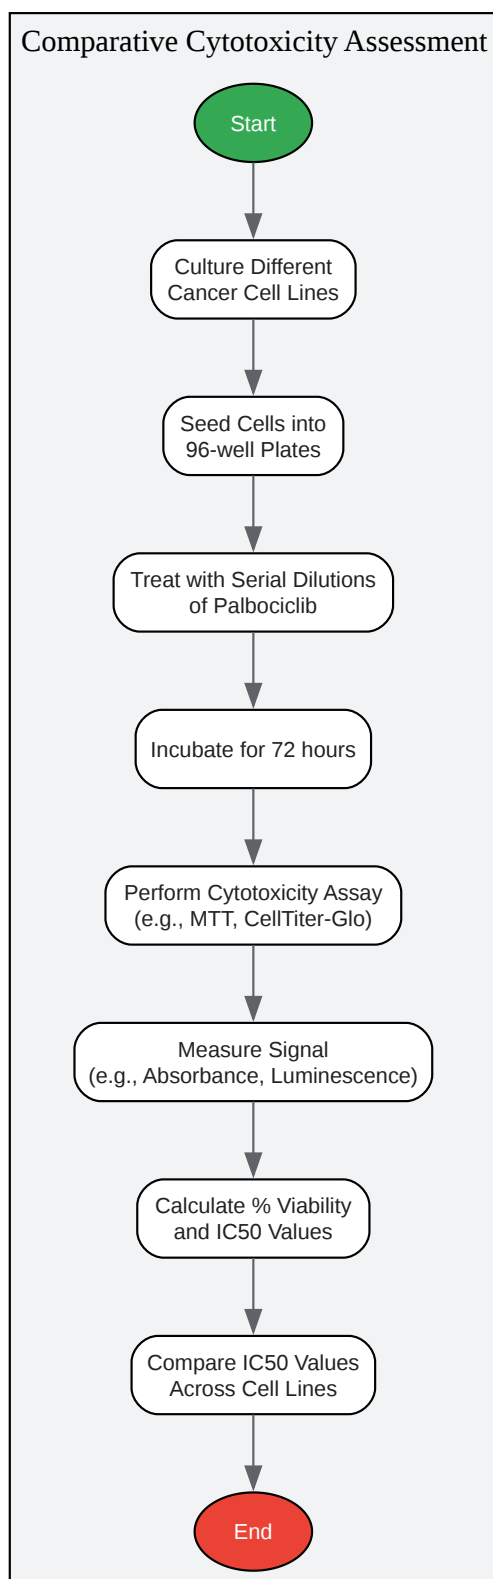 Comparative Cytotoxicity Assessment
Start
Culture Different
Cancer Cell Lines
Seed Cells into
96-well Plates
Treat with Serial Dilutions
of Palbociclib
Incubate for 72 hours
Perform Cytotoxicity Assay
(e.g., MTT, CellTiter-Glo)
Measure Signal
(e.g., Absorbance, Luminescence)
Calculate % Viability
and IC50 Values
Compare IC50 Values
Across Cell Lines
End